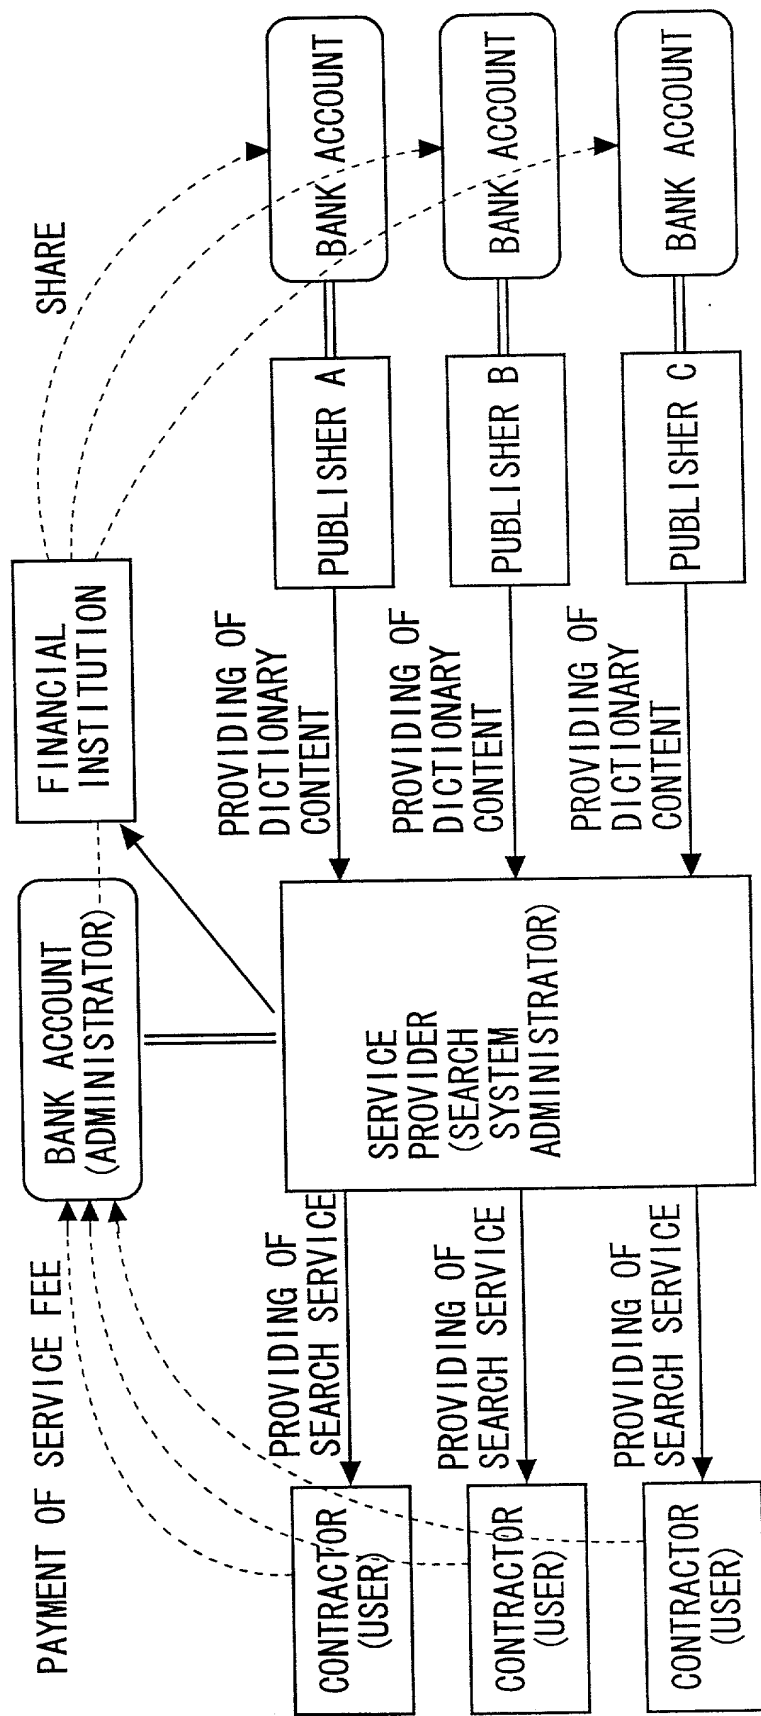 PAYMENT OF SERVICE FEE
SHARE
BANK ACCOUNT
(ADMINISTRATOR)
FINANCIAL
INSTITUTION
CONTRACTOR
(USER)
PROVIDING OF
SEARCH SERVICE
SERVICE
PROVIDER
(SEARCH
SYSTEM
ADMINISTRATOR)
PROVIDING OF
DICTIONARY
CONTENT
PUBLISHER A
BANK ACCOUNT
CONTRACTOR
(USER)
PROVIDING OF
SEARCH SERVICE
PROVIDING OF
DICTIONARY
CONTENT
PUBLISHER B
BANK ACCOUNT
CONTRACTOR
(USER)
PROVIDING OF
SEARCH SERVICE
PROVIDING OF
DICTIONARY
CONTENT
PUBLISHER C
BANK ACCOUNT